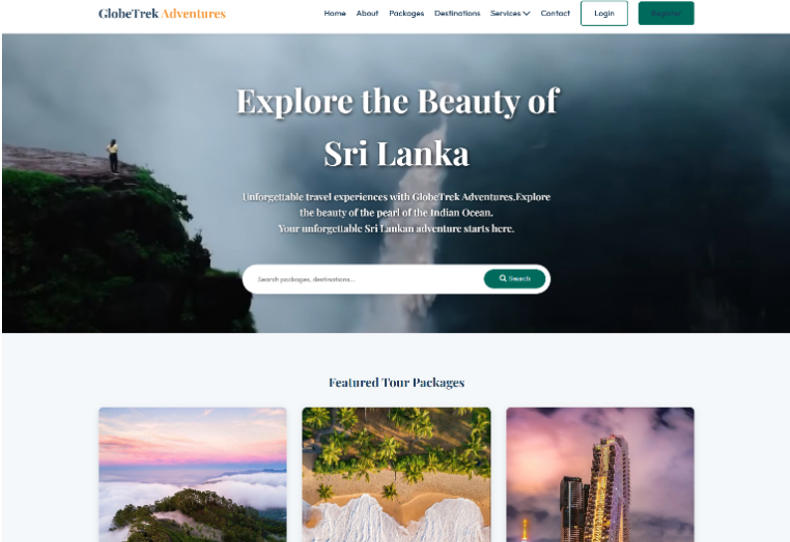 GlobeTrek Adventures
Home About Packages Destinations Services Contact Login Register
Explore the Beauty of
Sri Lanka
Unforgettable travel experiences with GlobeTrek Adventures.Explore
the beauty of the pearl of the Indian Ocean.
Your unforgettable Sri Lankan adventure starts here.
Search packages, destinations... Search
Featured Tour Packages